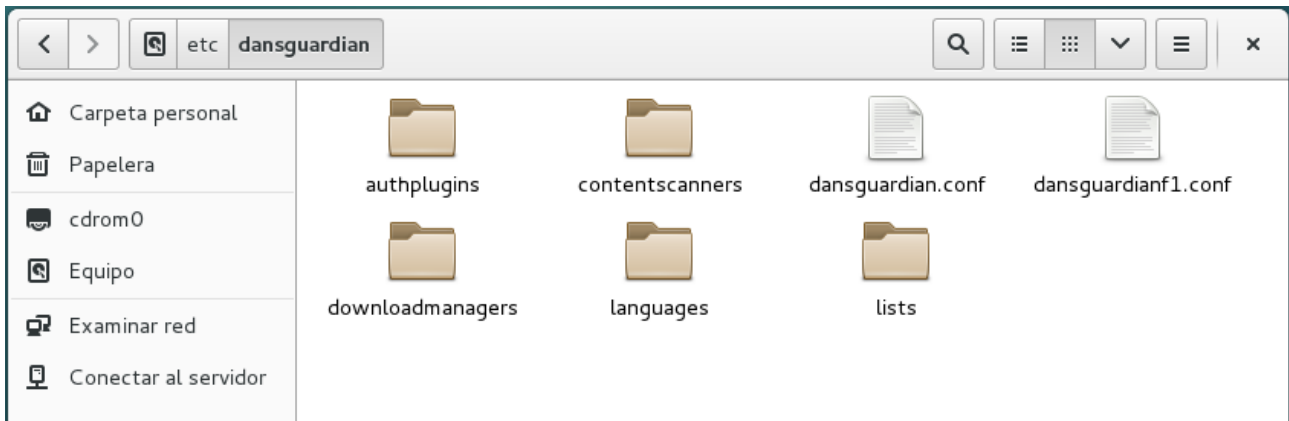 etc dansguardian
Carpeta personal
Papelera
cdrom0
Equipo
Examinar red
Conectar al servidor
authplugins contentscanners dansguardian.conf dansguardianf1.conf
downloadmanagers languages lists